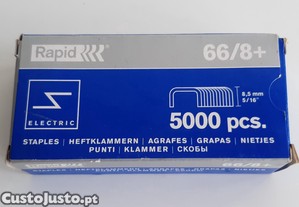 Rapid
66/8+
8,5 mm
5/16"
ELECTRIC
5000 pcs.
STAPLES | HEFTKLAMMERN | AGRAFES | GRAPAS | NIETJES
PUNTI | KLAMMER | СКОБЫ
CustoJusto.pt